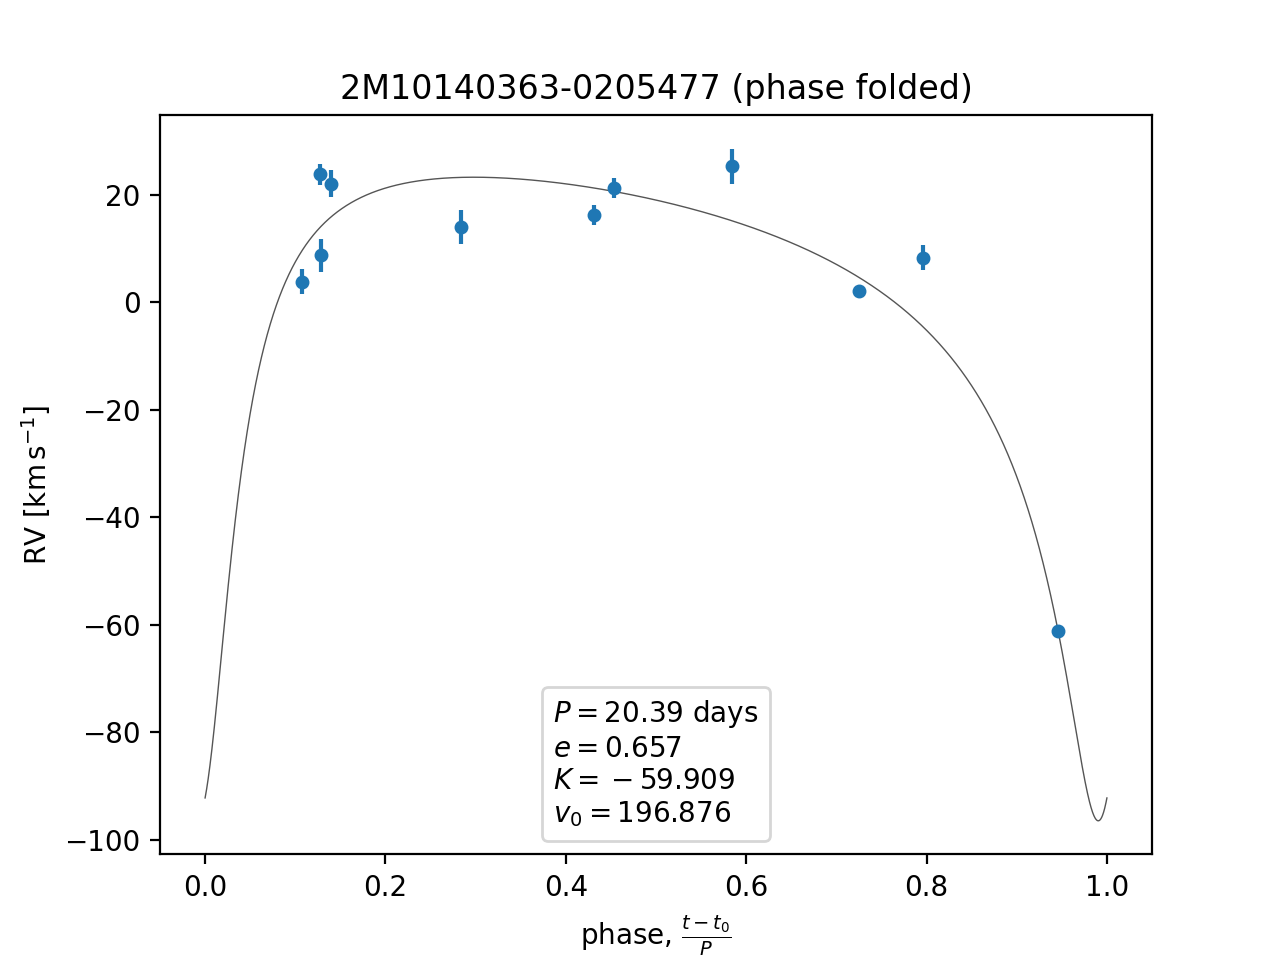 2M10140363-0205477 (phase folded)
20
0
−20
−40
−60
−80
−100
RV [km s⁻¹]
P = 20.39 days
e = 0.657
K = −59.909
v₀ = 196.876
0.0 0.2 0.4 0.6 0.8 1.0
phase, (t − t₀)/P